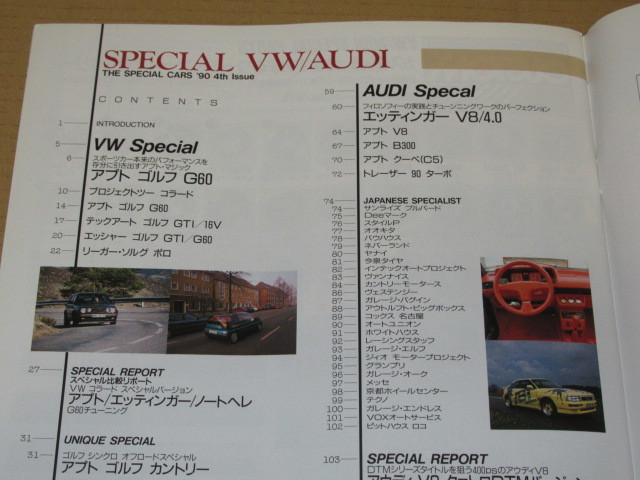 SPECIAL VW/AUDI
THE SPECIAL CARS '90 4th Issue
CONTENTS
1 INTRODUCTION
5 VW Special
6 スポーツカー本来のパフォーマンスを
存分に引き出すアプト・マジック
アプト ゴルフ G60
10 プロジェクトツー コラード
14 アプト ゴルフ G60
17 テックアート ゴルフ GTI/16V
20 エッシャー ゴルフ GTI/G60
22 リーガー・ソルグ ポロ
27 SPECIAL REPORT
スペシャル比較リポート
VW コラード スペシャルバージョン
アプト/エッティンガー/ノートヘレ
G60チューニング
31 UNIQUE SPECIAL
31 ゴルフ シンクロ オフロードスペシャル
アプト ゴルフ カントリー
59 AUDI Specal
60 フィロソフィーの実践とチューンニングワークのパーフェクション
エッティンガー V8/4.0
64 アプト V8
67 アプト B300
70 アプト クーペ(C5)
72 トレーザー 90 ターボ
74 JAPANESE SPECIALIST
74 サンライズ ブルバード
75 Deeマーク
76 スタイルP
77 オオキタ
78 バウハウス
79 ネバーランド
80 ヤナイ
81 今泉タイヤ
82 インテックオートプロジェクト
83 ヴァンナイス
84 カントリーモータース
86 ヴェステンジィー
87 ガレージ・パグイン
88 アウトルフト・ビッグボックス
89 コックス 名古屋
90 オートユニオン
91 ホワイトハウス
92 レーシングスタッフ
93 ガレージ・エルフ
94 ジィオ モータープロジェクト
95 グランプリ
96 ガレージ・オーク
97 メッセ
98 京都ホイールセンター
99 テクノ
100 ガレージ・エンドレス
101 VOXオートサービス
102 ピットハウス ロコ
103 SPECIAL REPORT
DTMシリーズタイトルを狙う400psのアウディV8